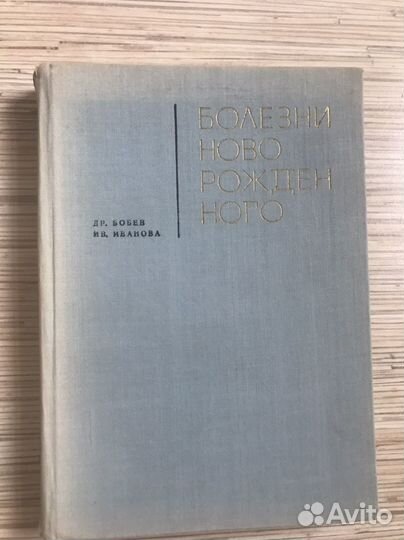 БОЛЕЗНИ
НОВО
РОЖДЕН
НОГО
ДР. БОБЕВ
ИВ. ИВАНОВА
Avito